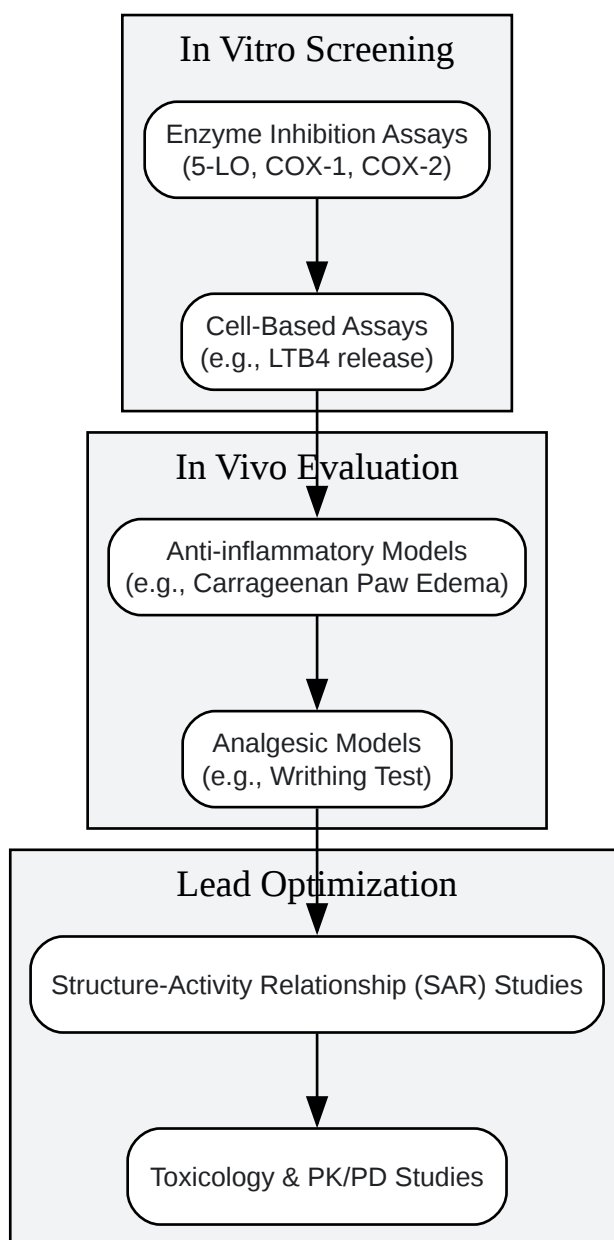 In Vitro Screening
Enzyme Inhibition Assays
(5-LO, COX-1, COX-2)
Cell-Based Assays
(e.g., LTB4 release)
In Vivo Evaluation
Anti-inflammatory Models
(e.g., Carrageenan Paw Edema)
Analgesic Models
(e.g., Writhing Test)
Lead Optimization
Structure-Activity Relationship (SAR) Studies
Toxicology & PK/PD Studies